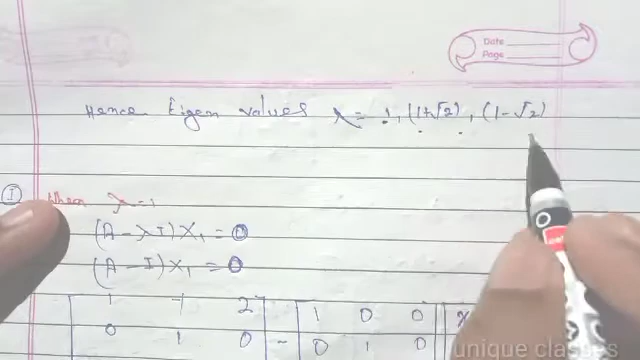 Date
Page
Hence Eigen values λ = 1, (1+√2), (1-√2)
I When λ=1
(A - λI) X₁ = 0
(A - I) X₁ = 0
1 -1 2 1 0 0
0 1 0 - 0 1 0
unique classes